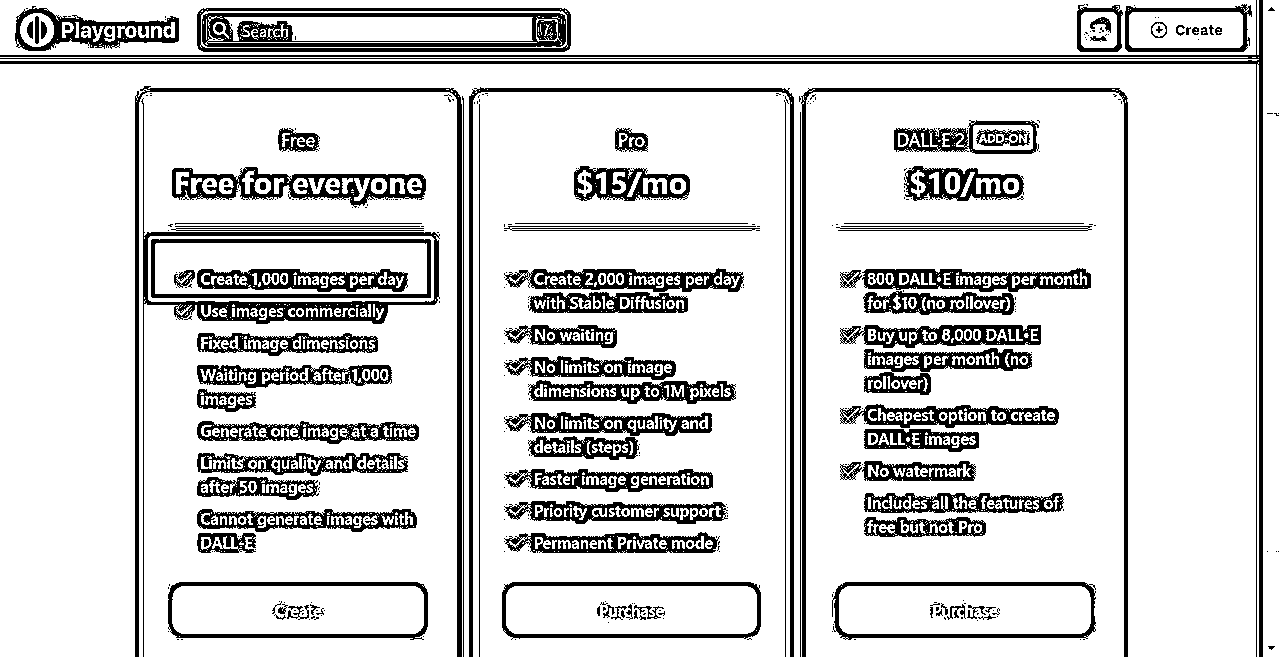 Playground
Search
/
Create
Free
Free for everyone
Create 1,000 images per day
Use images commercially
Fixed image dimensions
Waiting period after 1,000
images
Generate one image at a time
Limits on quality and details
after 50 images
Cannot generate images with
DALL·E
Create
Pro
$15/mo
Create 2,000 images per day
with Stable Diffusion
No waiting
No limits on image
dimensions up to 1M pixels
No limits on quality and
details (steps)
Faster image generation
Priority customer support
Permanent Private mode
Purchase
DALL·E 2 ADD-ON
$10/mo
800 DALL·E images per month
for $10 (no rollover)
Buy up to 8,000 DALL·E
images per month (no
rollover)
Cheapest option to create
DALL·E images
No watermark
Includes all the features of
free but not Pro
Purchase